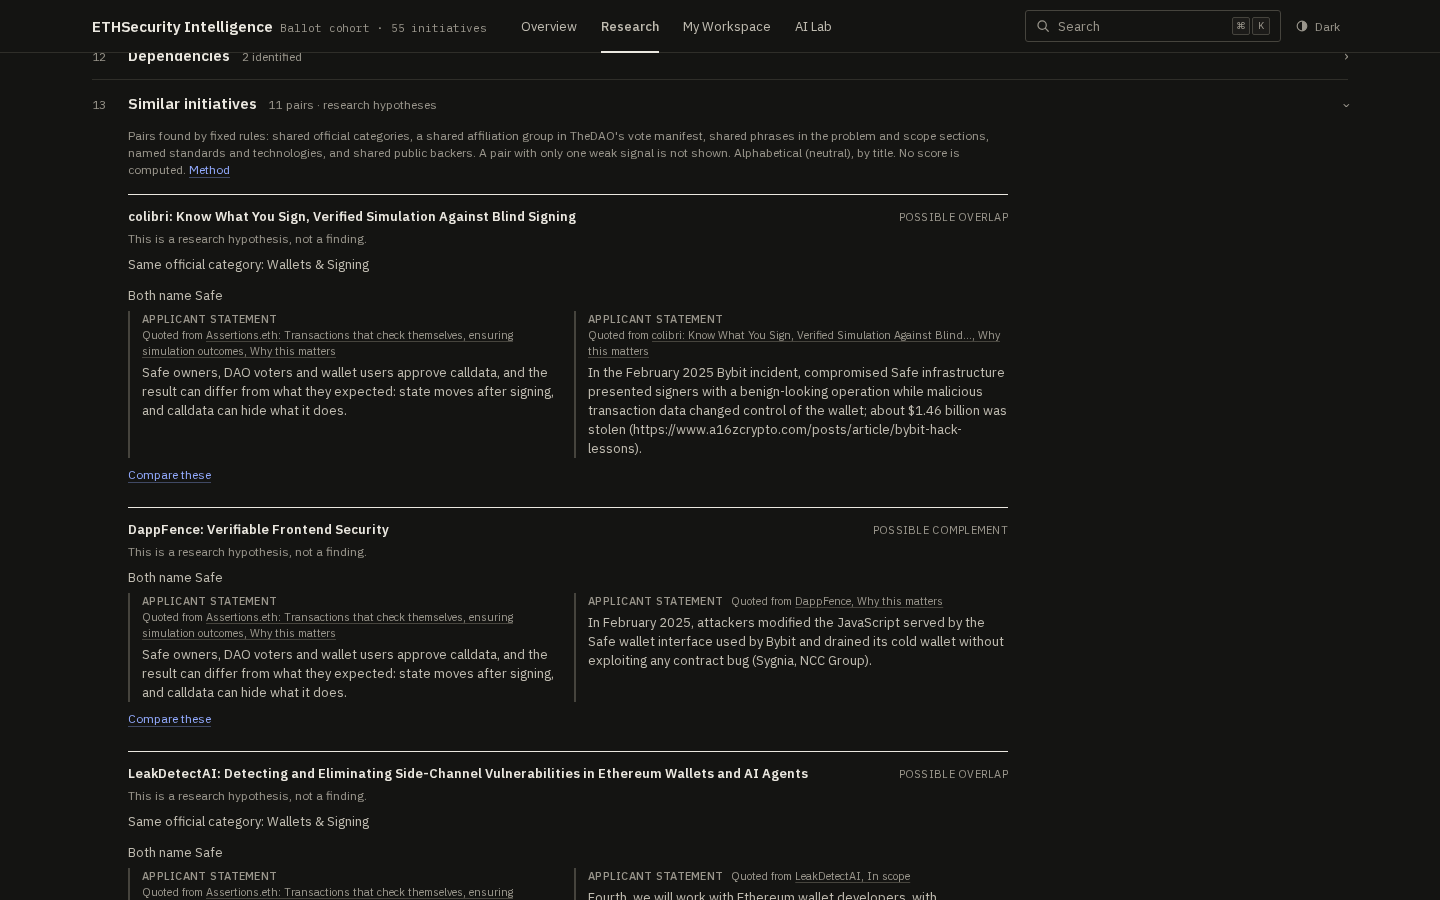 ETHSecurity Intelligence Ballot cohort · 55 initiatives Overview Research My Workspace AI Lab Search ⌘ K Dark
12 Dependencies 2 identified
13 Similar initiatives 11 pairs · research hypotheses
Pairs found by fixed rules: shared official categories, a shared affiliation group in TheDAO's vote manifest, shared phrases in the problem and scope sections,
named standards and technologies, and shared public backers. A pair with only one weak signal is not shown. Alphabetical (neutral), by title. No score is
computed. Method
colibri: Know What You Sign, Verified Simulation Against Blind Signing POSSIBLE OVERLAP
This is a research hypothesis, not a finding.
Same official category: Wallets & Signing
Both name Safe
APPLICANT STATEMENT
Quoted from Assertions.eth: Transactions that check themselves, ensuring
simulation outcomes, Why this matters
Safe owners, DAO voters and wallet users approve calldata, and the
result can differ from what they expected: state moves after signing,
and calldata can hide what it does.
APPLICANT STATEMENT
Quoted from colibri: Know What You Sign, Verified Simulation Against Blind..., Why
this matters
In the February 2025 Bybit incident, compromised Safe infrastructure
presented signers with a benign-looking operation while malicious
transaction data changed control of the wallet; about $1.46 billion was
stolen (https://www.a16zcrypto.com/posts/article/bybit-hack-
lessons).
Compare these
DappFence: Verifiable Frontend Security POSSIBLE COMPLEMENT
This is a research hypothesis, not a finding.
Both name Safe
APPLICANT STATEMENT
Quoted from Assertions.eth: Transactions that check themselves, ensuring
simulation outcomes, Why this matters
Safe owners, DAO voters and wallet users approve calldata, and the
result can differ from what they expected: state moves after signing,
and calldata can hide what it does.
APPLICANT STATEMENT Quoted from DappFence, Why this matters
In February 2025, attackers modified the JavaScript served by the
Safe wallet interface used by Bybit and drained its cold wallet without
exploiting any contract bug (Sygnia, NCC Group).
Compare these
LeakDetectAI: Detecting and Eliminating Side-Channel Vulnerabilities in Ethereum Wallets and AI Agents POSSIBLE OVERLAP
This is a research hypothesis, not a finding.
Same official category: Wallets & Signing
Both name Safe
APPLICANT STATEMENT
Quoted from Assertions.eth: Transactions that check themselves, ensuring
APPLICANT STATEMENT Quoted from LeakDetectAI, In scope
Fourth, we will work with Ethereum wallet developers, with